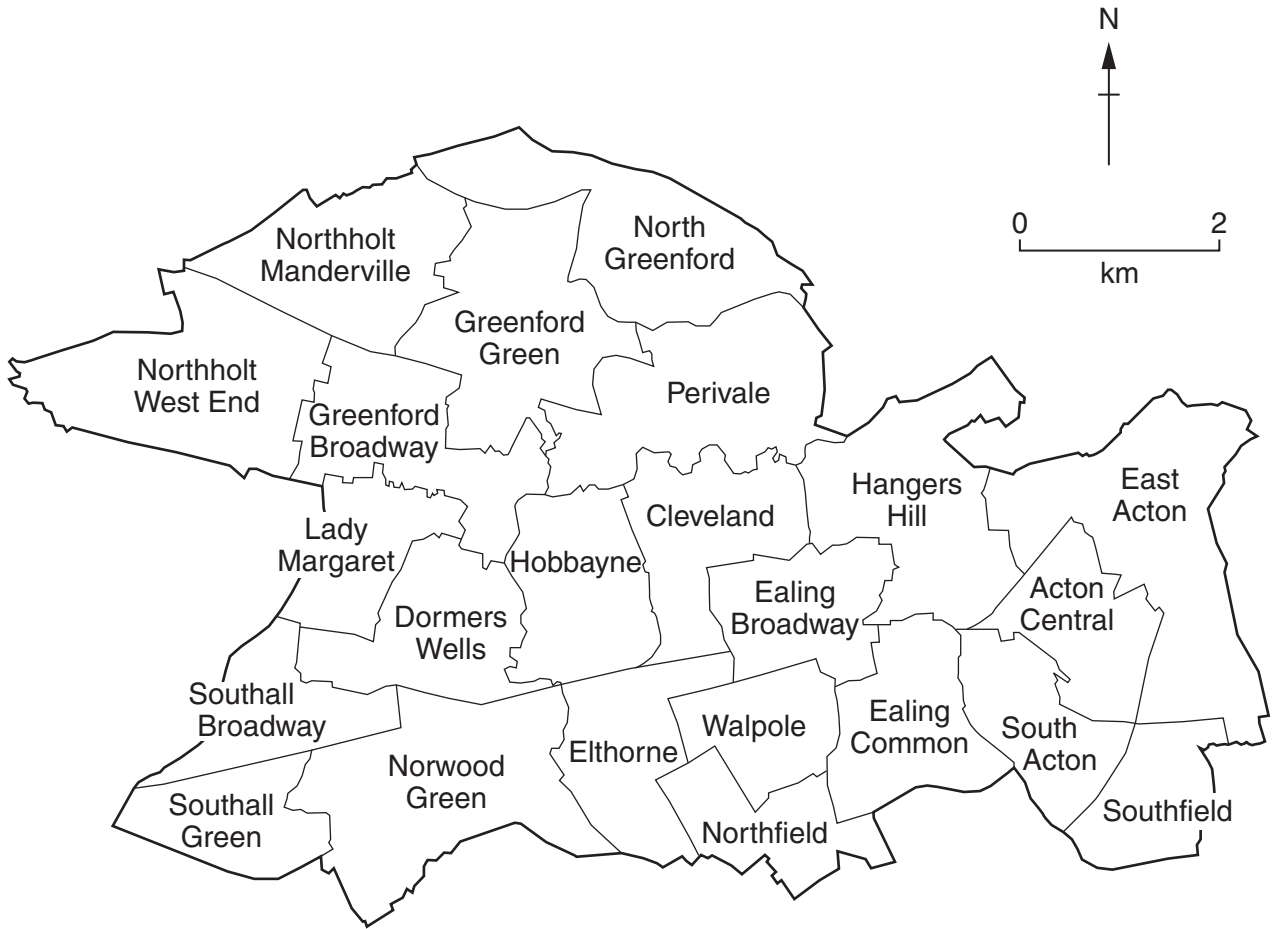 N
0 2
km
North
Greenford
Northholt
Manderville
Greenford
Green
Northholt
West End
Perivale
Greenford
Broadway
Hangers
Hill
East
Acton
Cleveland
Lady
Margaret
Hobbayne
Ealing
Broadway
Acton
Central
Dormers
Wells
Southall
Broadway
Walpole
Ealing
Common
South
Acton
Elthorne
Norwood
Green
Southall
Green
Northfield
Southfield